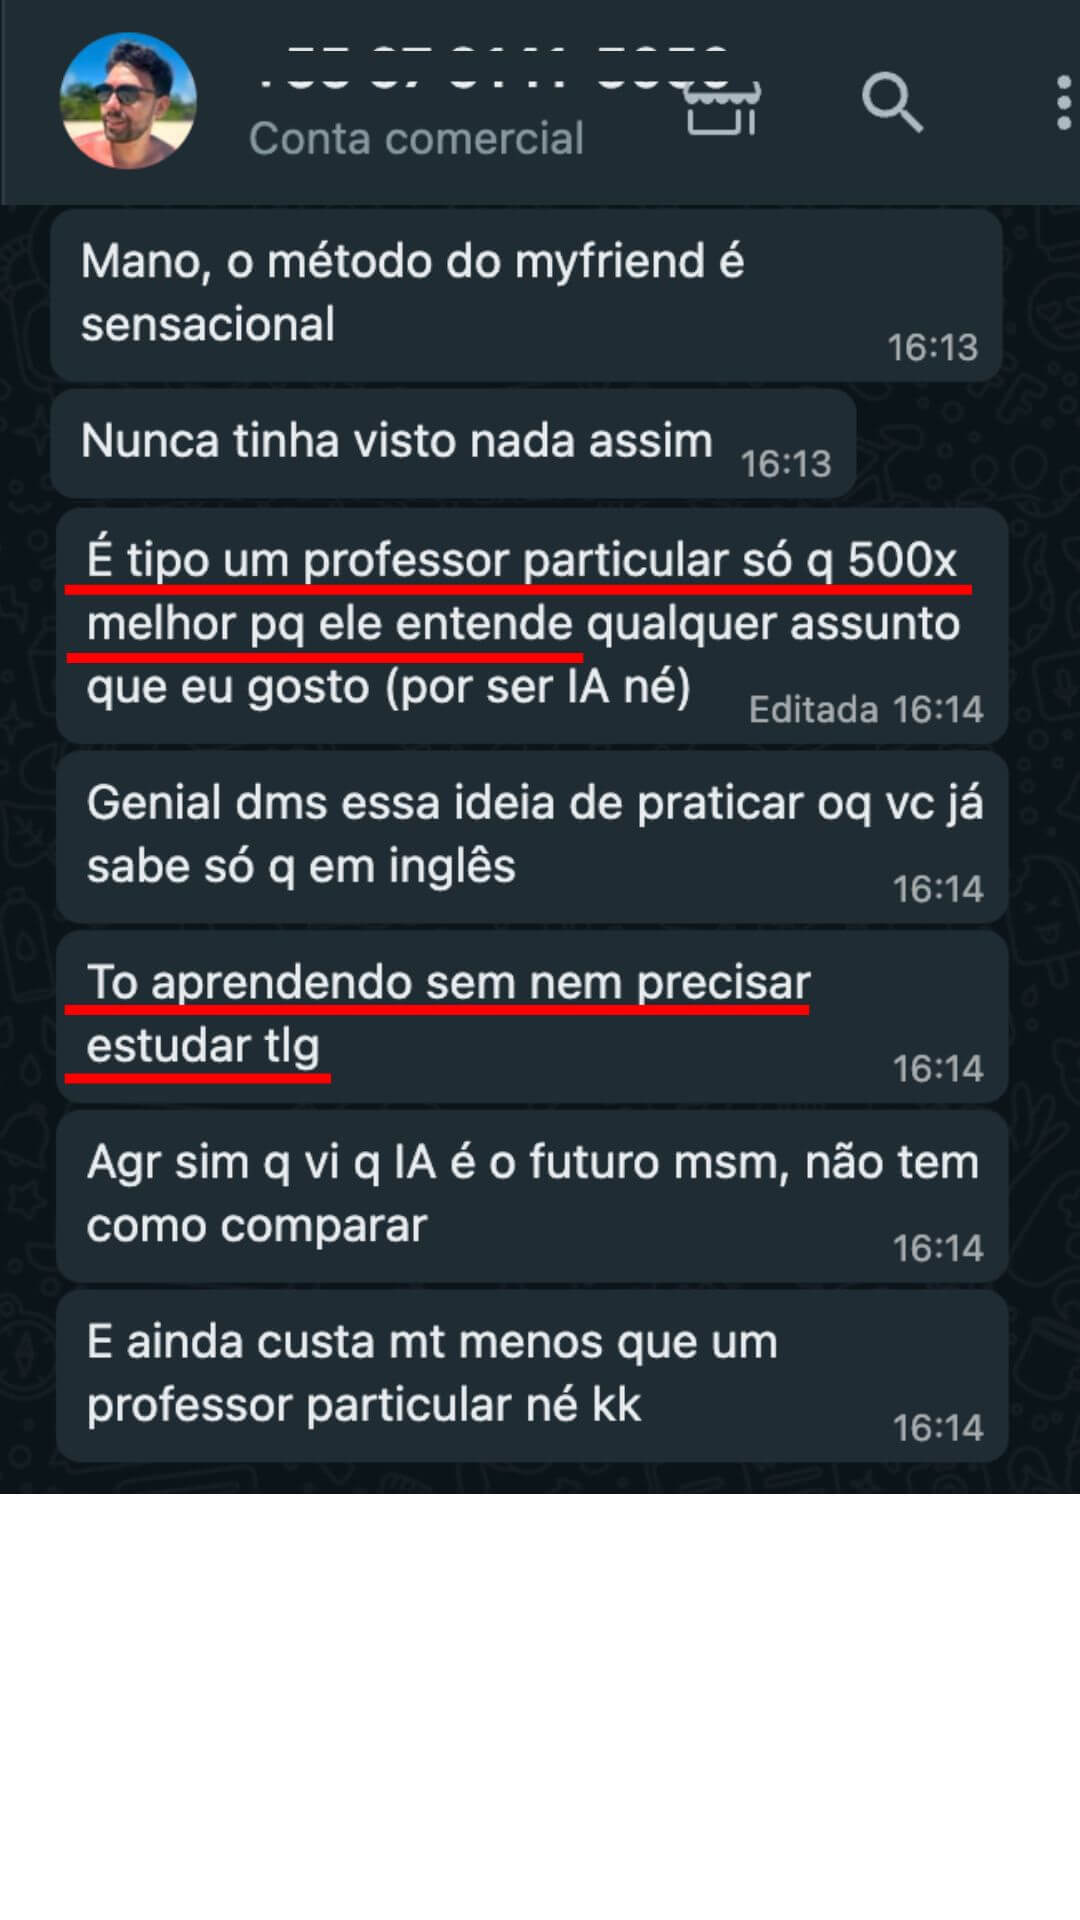 Conta comercial
Mano, o método do myfriend é
sensacional
16:13
Nunca tinha visto nada assim
16:13
É tipo um professor particular só q 500x
melhor pq ele entende qualquer assunto
que eu gosto (por ser IA né)
Editada 16:14
Genial dms essa ideia de praticar oq vc já
sabe só q em inglês
16:14
To aprendendo sem nem precisar
estudar tlg
16:14
Agr sim q vi q IA é o futuro msm, não tem
como comparar
16:14
E ainda custa mt menos que um
professor particular né kk
16:14